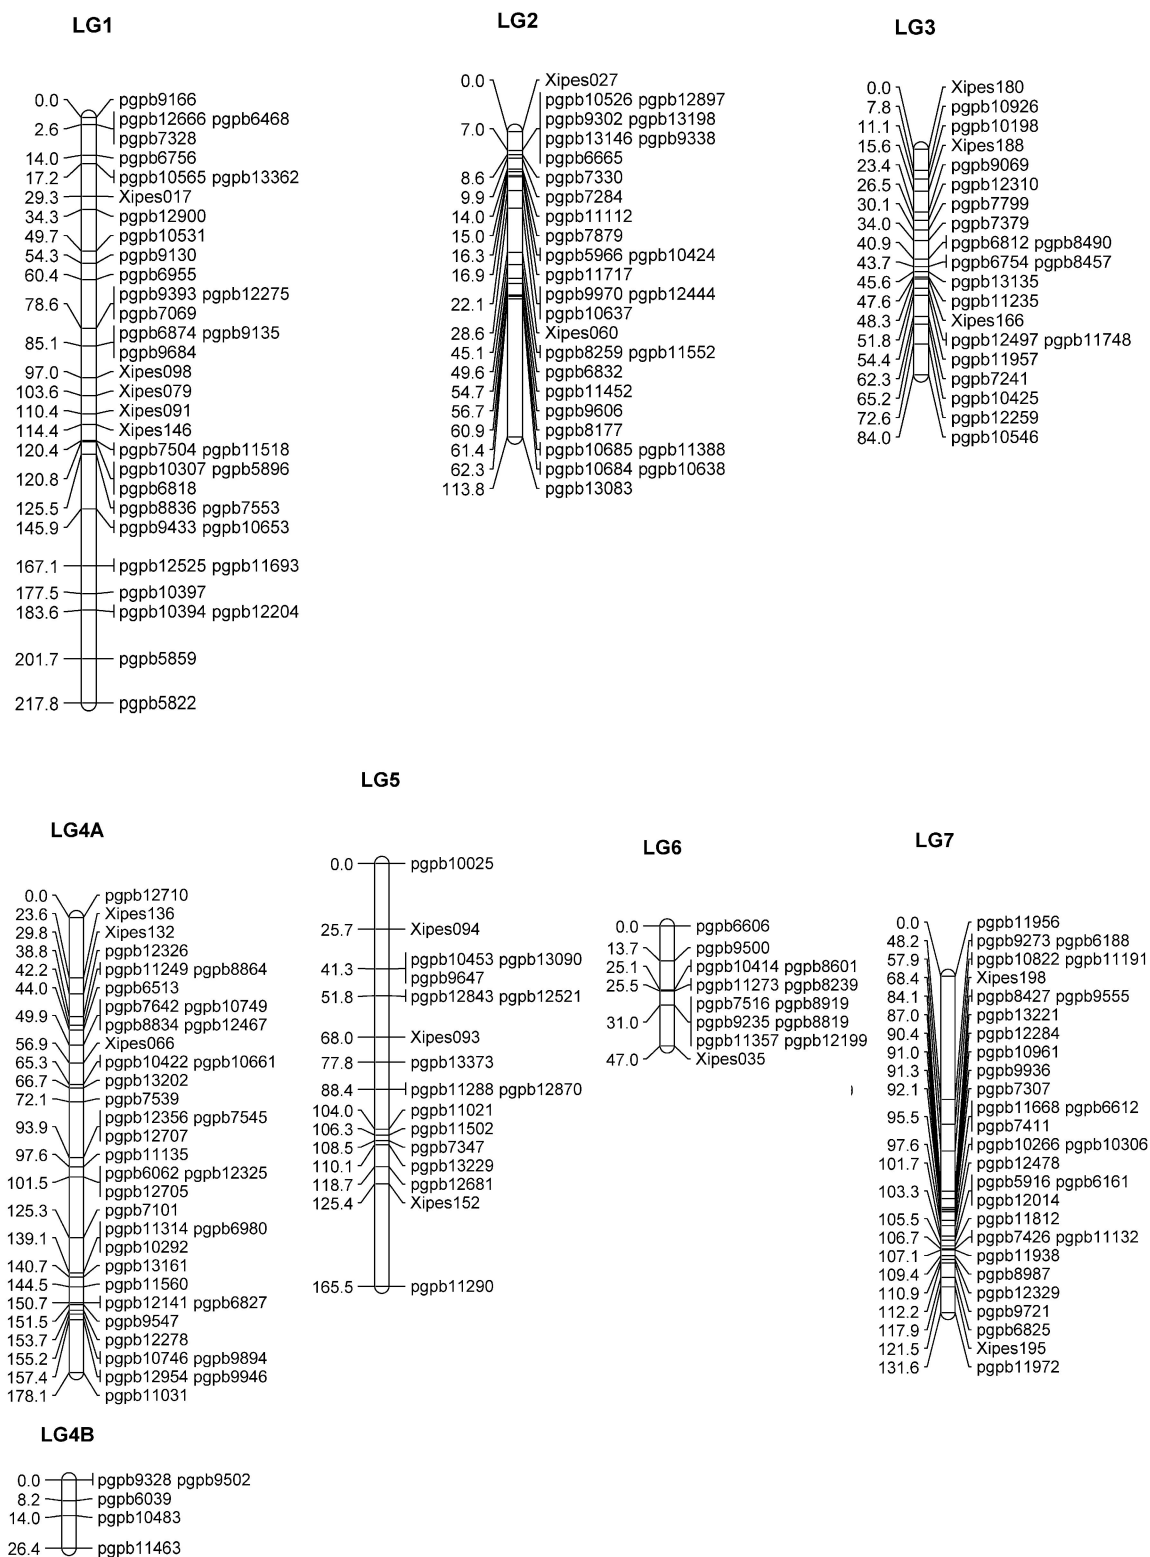 LG1
0.0 pgpb9166
2.6 pgpb12666 pgpb6468
pgpb7328
14.0 pgpb6756
17.2 pgpb10565 pgpb13362
29.3 Xipes017
34.3 pgpb12900
49.7 pgpb10531
54.3 pgpb9130
60.4 pgpb6955
78.6 pgpb9393 pgpb12275
pgpb7069
85.1 pgpb6874 pgpb9135
pgpb9684
97.0 Xipes098
103.6 Xipes079
110.4 Xipes091
114.4 Xipes146
120.4 pgpb7504 pgpb11518
120.8 pgpb10307 pgpb5896
pgpb6818
125.5 pgpb8836 pgpb7553
145.9 pgpb9433 pgpb10653
167.1 pgpb12525 pgpb11693
177.5 pgpb10397
183.6 pgpb10394 pgpb12204
201.7 pgpb5859
217.8 pgpb5822
LG2
0.0 Xipes027
pgpb10526 pgpb12897
7.0 pgpb9302 pgpb13198
pgpb13146 pgpb9338
pgpb6665
8.6 pgpb7330
9.9 pgpb7284
14.0 pgpb11112
15.0 pgpb7879
16.3 pgpb5966 pgpb10424
16.9 pgpb11717
22.1 pgpb9970 pgpb12444
pgpb10637
28.6 Xipes060
45.1 pgpb8259 pgpb11552
49.6 pgpb6832
54.7 pgpb11452
56.7 pgpb9606
60.9 pgpb8177
61.4 pgpb10685 pgpb11388
62.3 pgpb10684 pgpb10638
113.8 pgpb13083
LG3
0.0 Xipes180
7.8 pgpb10926
11.1 pgpb10198
15.6 Xipes188
23.4 pgpb9069
26.5 pgpb12310
30.1 pgpb7799
34.0 pgpb7379
40.9 pgpb6812 pgpb8490
43.7 pgpb6754 pgpb8457
45.6 pgpb13135
47.6 pgpb11235
48.3 Xipes166
51.8 pgpb12497 pgpb11748
54.4 pgpb11957
62.3 pgpb7241
65.2 pgpb10425
72.6 pgpb12259
84.0 pgpb10546
LG4A
0.0 pgpb12710
23.6 Xipes136
29.8 Xipes132
38.8 pgpb12326
42.2 pgpb11249 pgpb8864
44.0 pgpb6513
49.9 pgpb7642 pgpb10749
pgpb8834 pgpb12467
56.9 Xipes066
65.3 pgpb10422 pgpb10661
66.7 pgpb13202
72.1 pgpb7539
93.9 pgpb12356 pgpb7545
pgpb12707
97.6 pgpb11135
101.5 pgpb6062 pgpb12325
pgpb12705
125.3 pgpb7101
139.1 pgpb11314 pgpb6980
pgpb10292
140.7 pgpb13161
144.5 pgpb11560
150.7 pgpb12141 pgpb6827
151.5 pgpb9547
153.7 pgpb12278
155.2 pgpb10746 pgpb9894
157.4 pgpb12954 pgpb9946
178.1 pgpb11031
LG4B
0.0 pgpb9328 pgpb9502
8.2 pgpb6039
14.0 pgpb10483
26.4 pgpb11463
LG5
0.0 pgpb10025
25.7 Xipes094
41.3 pgpb10453 pgpb13090
pgpb9647
51.8 pgpb12843 pgpb12521
68.0 Xipes093
77.8 pgpb13373
88.4 pgpb11288 pgpb12870
104.0 pgpb11021
106.3 pgpb11502
108.5 pgpb7347
110.1 pgpb13229
118.7 pgpb12681
125.4 Xipes152
165.5 pgpb11290
LG6
0.0 pgpb6606
13.7 pgpb9500
25.1 pgpb10414 pgpb8601
25.5 pgpb11273 pgpb8239
pgpb7516 pgpb8919
31.0 pgpb9235 pgpb8819
pgpb11357 pgpb12199
47.0 Xipes035
LG7
0.0 pgpb11956
48.2 pgpb9273 pgpb6188
57.9 pgpb10822 pgpb11191
68.4 Xipes198
84.1 pgpb8427 pgpb9555
87.0 pgpb13221
90.4 pgpb12284
91.0 pgpb10961
91.3 pgpb9936
92.1 pgpb7307
95.5 pgpb11668 pgpb6612
pgpb7411
97.6 pgpb10266 pgpb10306
101.7 pgpb12478
103.3 pgpb5916 pgpb6161
pgpb12014
105.5 pgpb11812
106.7 pgpb7426 pgpb11132
107.1 pgpb11938
109.4 pgpb8987
110.9 pgpb12329
112.2 pgpb9721
117.9 pgpb6825
121.5 Xipes195
131.6 pgpb11972